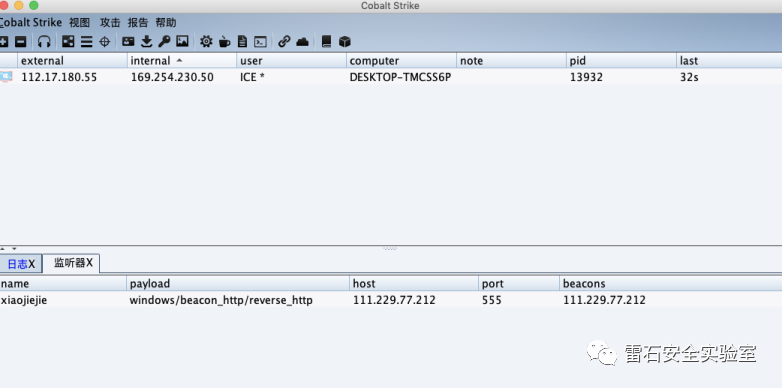 Cobalt Strike
Cobalt Strike 视图 攻击 报告 帮助
external internal user computer note pid last
112.17.180.55 169.254.230.50 ICE * DESKTOP-TMCSS6P 13932 32s
日志X 监听器X
name payload host port beacons
xiaojiejie windows/beacon_http/reverse_http 111.229.77.212 555 111.229.77.212
雷石安全实验室